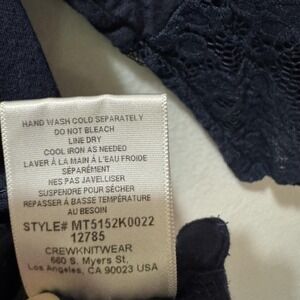 HAND WASH COLD SEPARATELY
DO NOT BLEACH
LINE DRY
COOL IRON AS NEEDED
LAVER À LA MAIN À L'EAU FROIDE
SÉPARÉMENT
NES PAS JAVELLISER
SUSPENDRE POUR SÉCHER
REPASSER À BASSE TEMPÉRATURE
AU BESOIN
STYLE# MT5152K0022
12785
CREWKNITWEAR
660 S. Myers St.
Los Angeles, CA 90023 USA